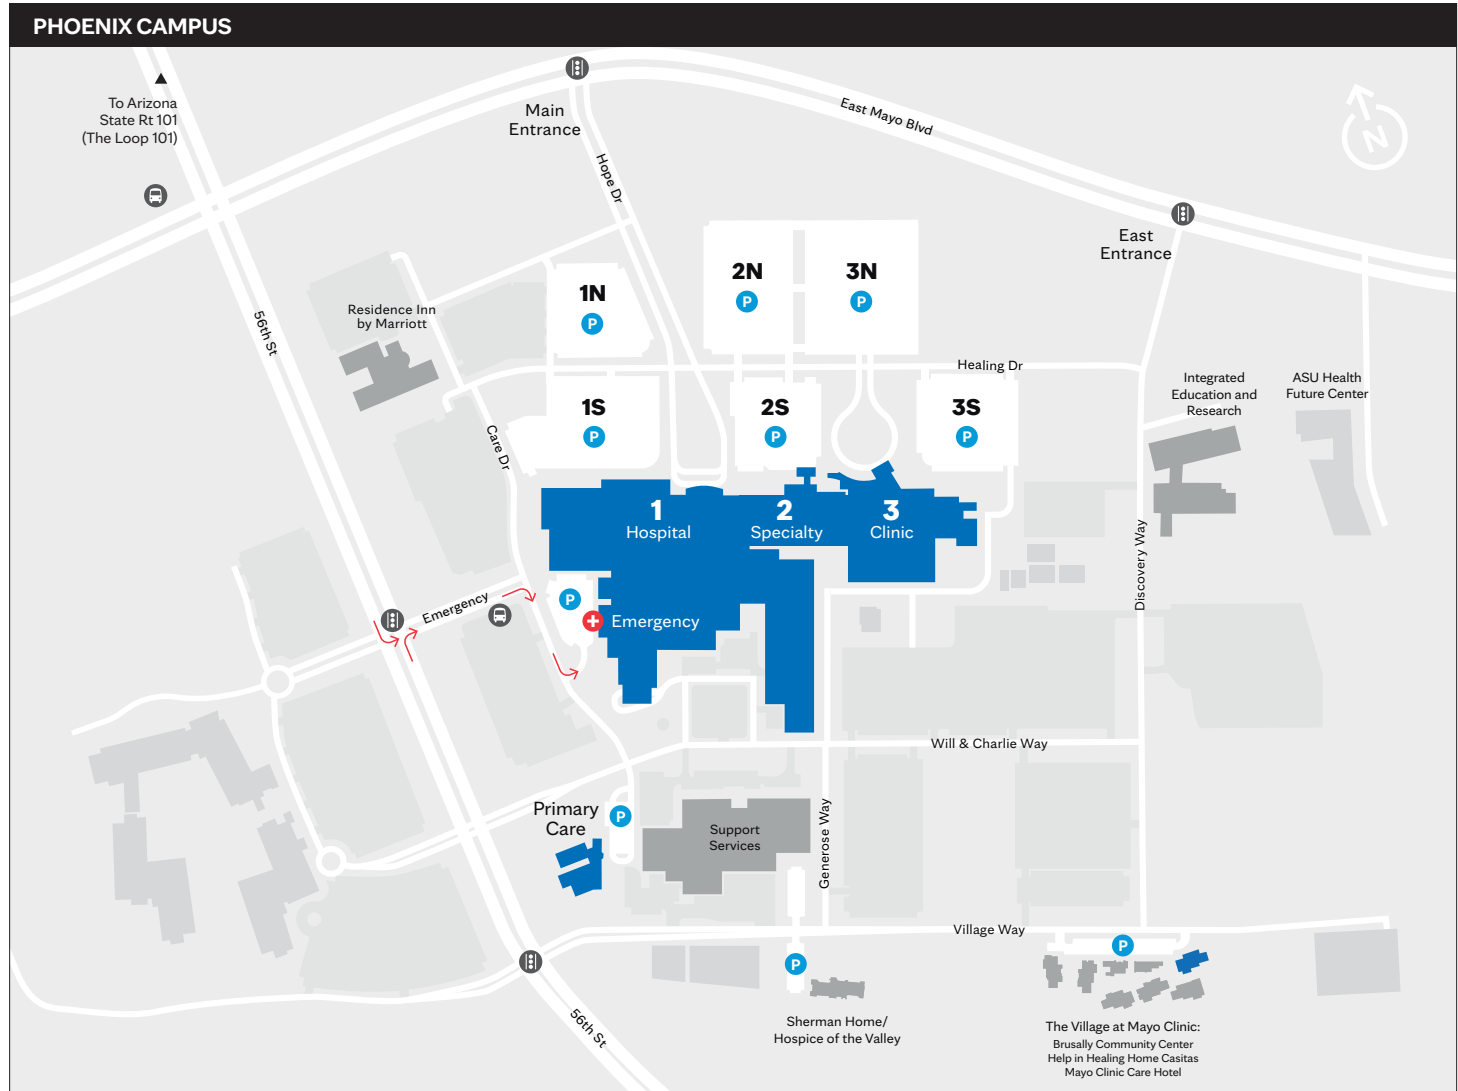 PHOENIX CAMPUS
To Arizona
State Rt 101
(The Loop 101)
Main
Entrance
East Mayo Blvd
N
Hope Dr
East
Entrance
2N
P
3N
P
1N
P
56th St
Residence Inn
by Marriott
Healing Dr
Integrated
Education and
Research
ASU Health
Future Center
1S
P
2S
P
3S
P
Care Dr
1
Hospital
2
Specialty
3
Clinic
Discovery Way
Emergency
P
Emergency
Will & Charlie Way
Primary
Care
P
Support
Services
Generose Way
Village Way
P
P
56th St
Sherman Home/
Hospice of the Valley
The Village at Mayo Clinic:
Brusally Community Center
Help in Healing Home Casitas
Mayo Clinic Care Hotel